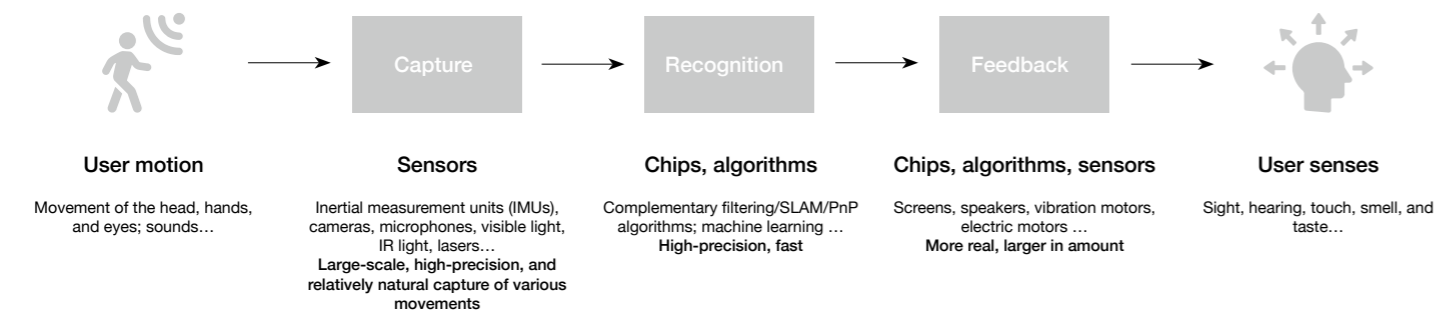 Capture
Recognition
Feedback
User motion
Movement of the head, hands,
and eyes; sounds…
Sensors
Inertial measurement units (IMUs),
cameras, microphones, visible light,
IR light, lasers…
Large-scale, high-precision, and
relatively natural capture of various
movements
Chips, algorithms
Complementary filtering/SLAM/PnP
algorithms; machine learning …
High-precision, fast
Chips, algorithms, sensors
Screens, speakers, vibration motors,
electric motors …
More real, larger in amount
User senses
Sight, hearing, touch, smell, and
taste…